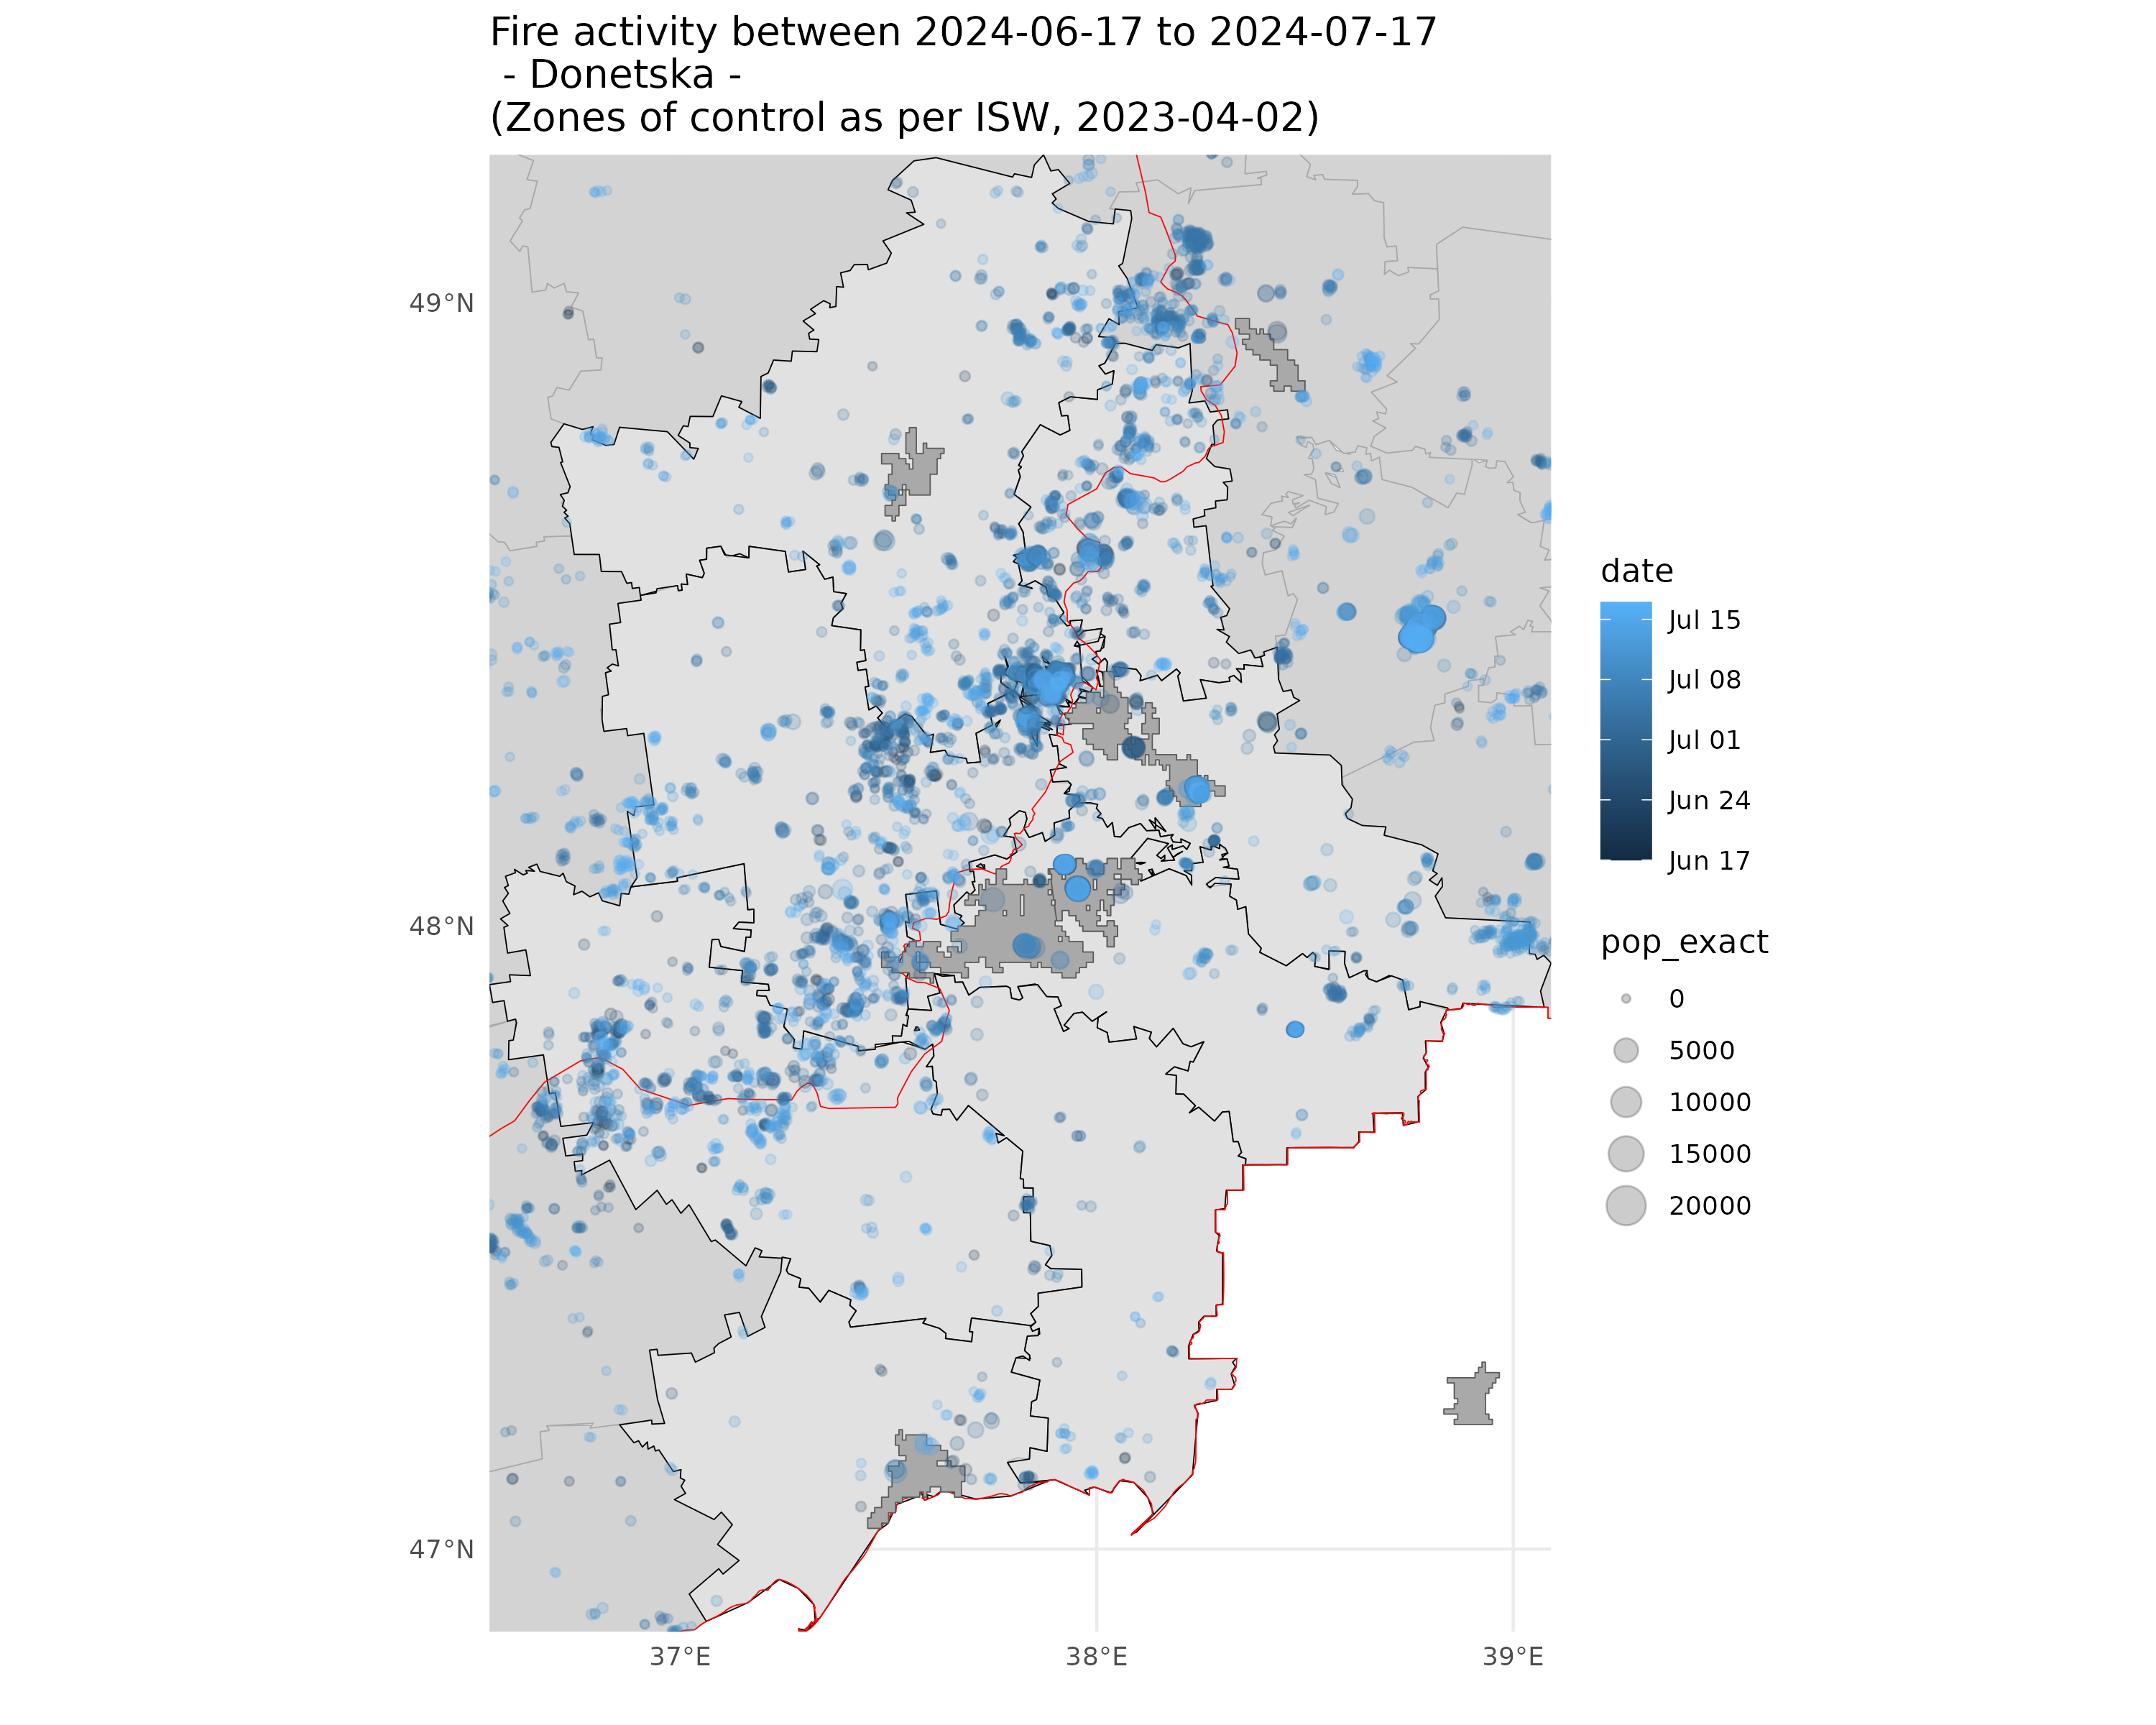 Fire activity between 2024-06-17 to 2024-07-17
- Donetska -
(Zones of control as per ISW, 2023-04-02)
49°N
48°N
47°N
37°E
38°E
39°E
date
Jul 15
Jul 08
Jul 01
Jun 24
Jun 17
pop_exact
0
5000
10000
15000
20000